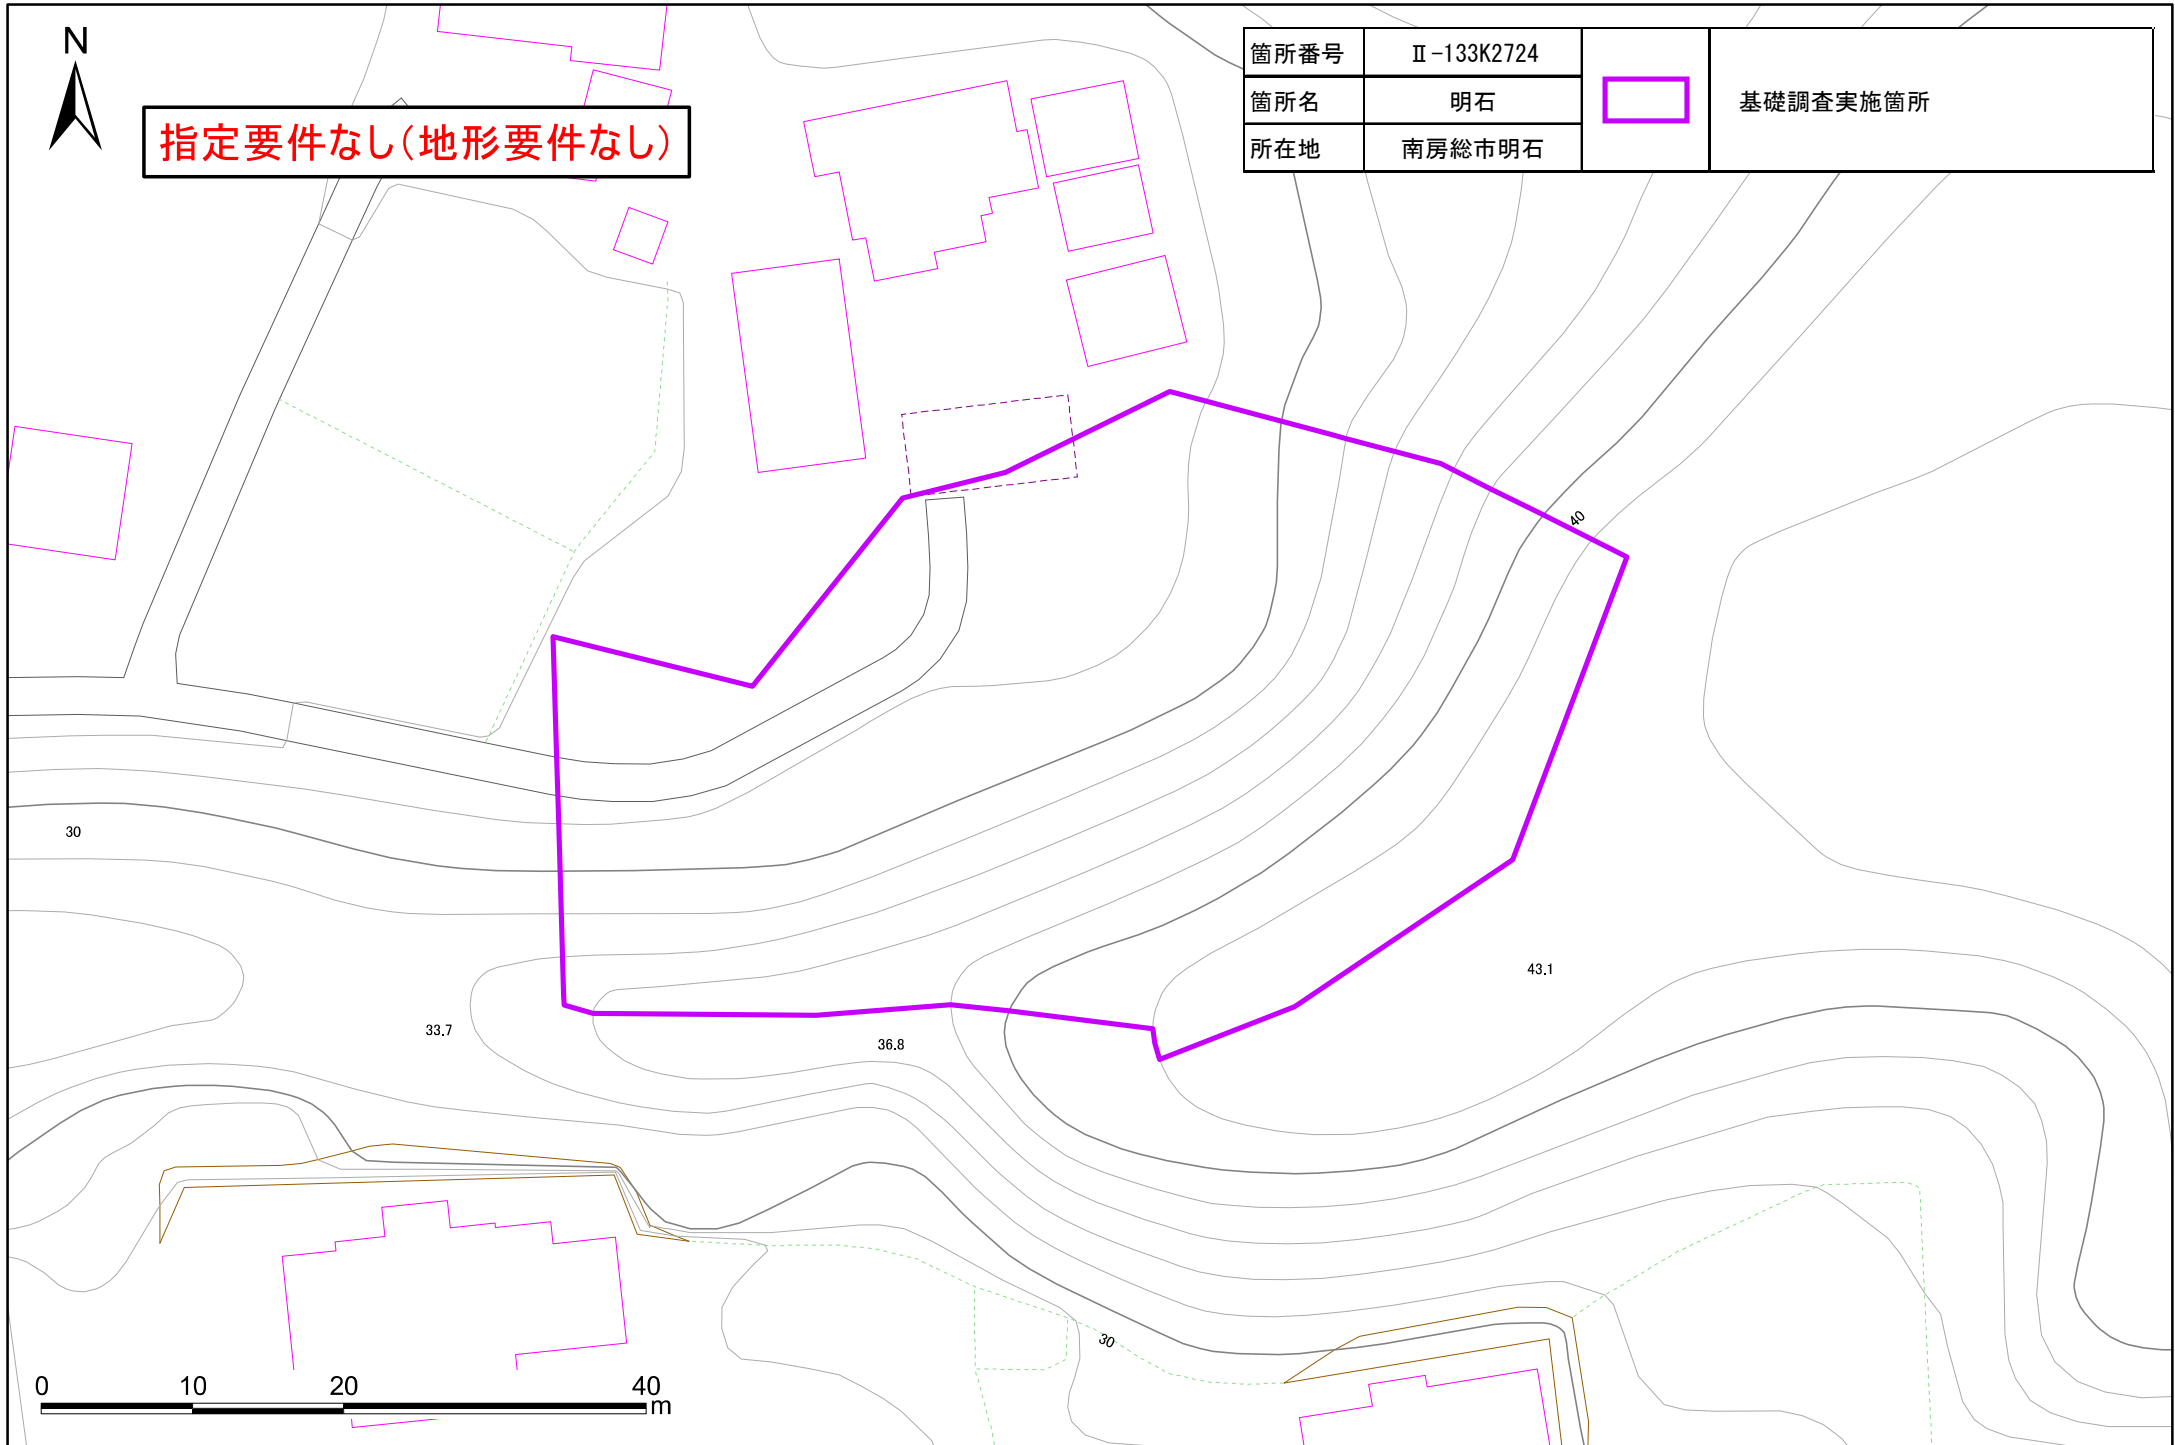 N
指定要件なし(地形要件なし)
箇所番号 Ⅱ-133K2724
箇所名 明石
所在地 南房総市明石
基礎調査実施箇所
40
30
43.1
33.7
36.8
30
0 10 20 40
m